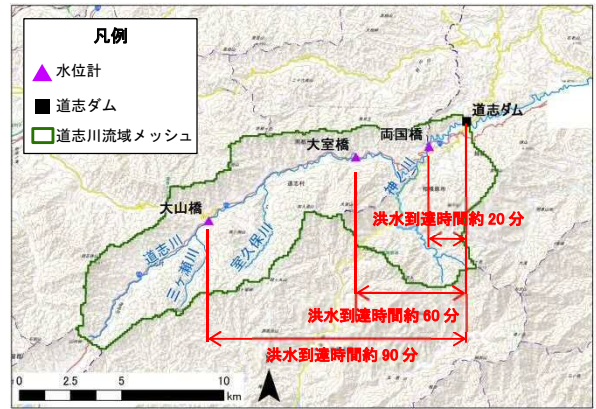 凡例
水位計
道志ダム
道志川流域メッシュ
道志ダム
両国橋
大室橋
神之川
大山橋
洪水到達時間約 20 分
道志川
三ケ瀬川
室久保川
洪水到達時間約 60 分
洪水到達時間約 90 分
0 2.5 5 10
km